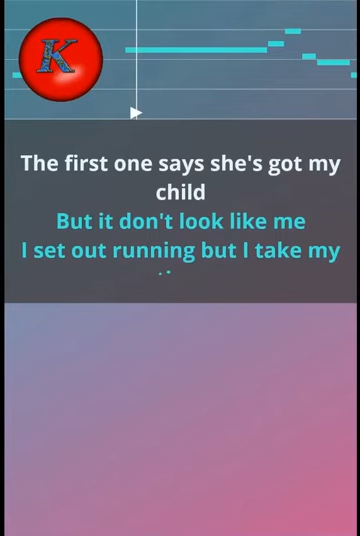 K
The first one says she's got my
child
But it don't look like me
I set out running but I take my